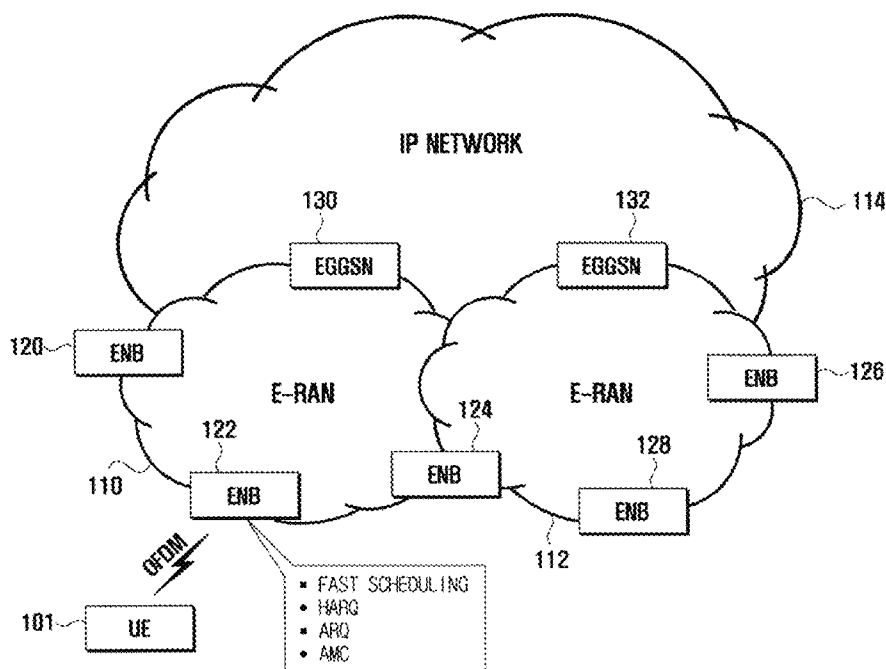 IP NETWORK
130
132
114
EGGSN
EGGSN
120
ENB
ENB
126
E-RAN
E-RAN
122
124
128
110
ENB
ENB
ENB
112
OFDM
• FAST SCHEDULING
• HARQ
• ARQ
• AMC
101
UE